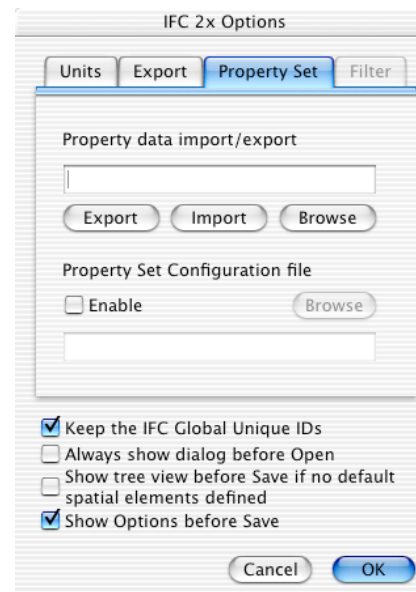 IFC 2x Options
Units Export Property Set Filter
Property data import/export
Export Import Browse
Property Set Configuration file
Enable Browse
Keep the IFC Global Unique IDs
Always show dialog before Open
Show tree view before Save if no default
spatial elements defined
Show Options before Save
Cancel OK